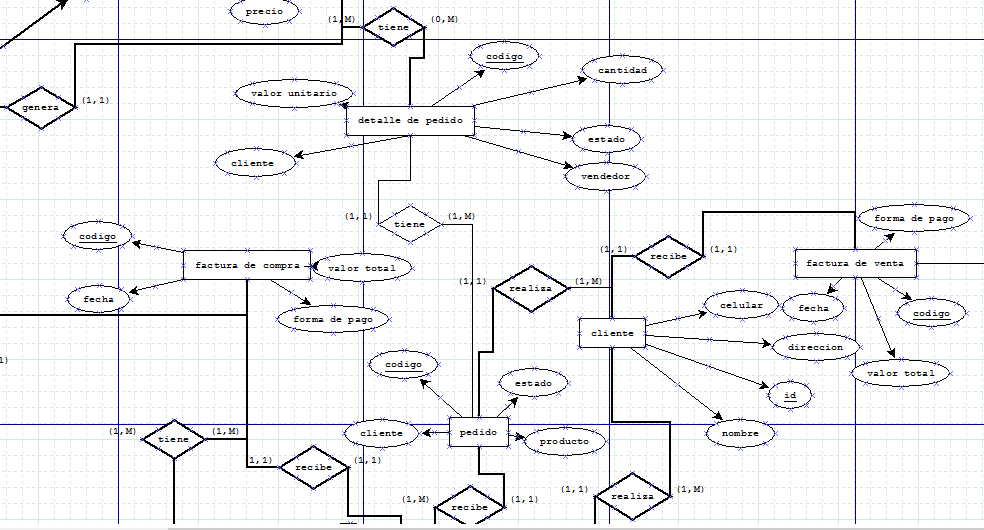 precio
(1,M)
tiene
(0,M)
codigo
cantidad
valor unitario
genera
(1,1)
detalle de pedido
estado
cliente
vendedor
(1,1)
tiene
(1,M)
forma de pago
codigo
factura de compra
valor total
(1,1)
recibe
(1,1)
factura de venta
(1,M)
realiza
(1,M)
fecha
forma de pago
celular
fecha
codigo
cliente
direccion
1)
codigo
estado
valor total
id
(1,M)
tiene
(1,M)
cliente
pedido
producto
nombre
1,1)
recibe
(1,1)
(1,M)
recibe
(1,1)
(1,1)
realiza
(1,M)